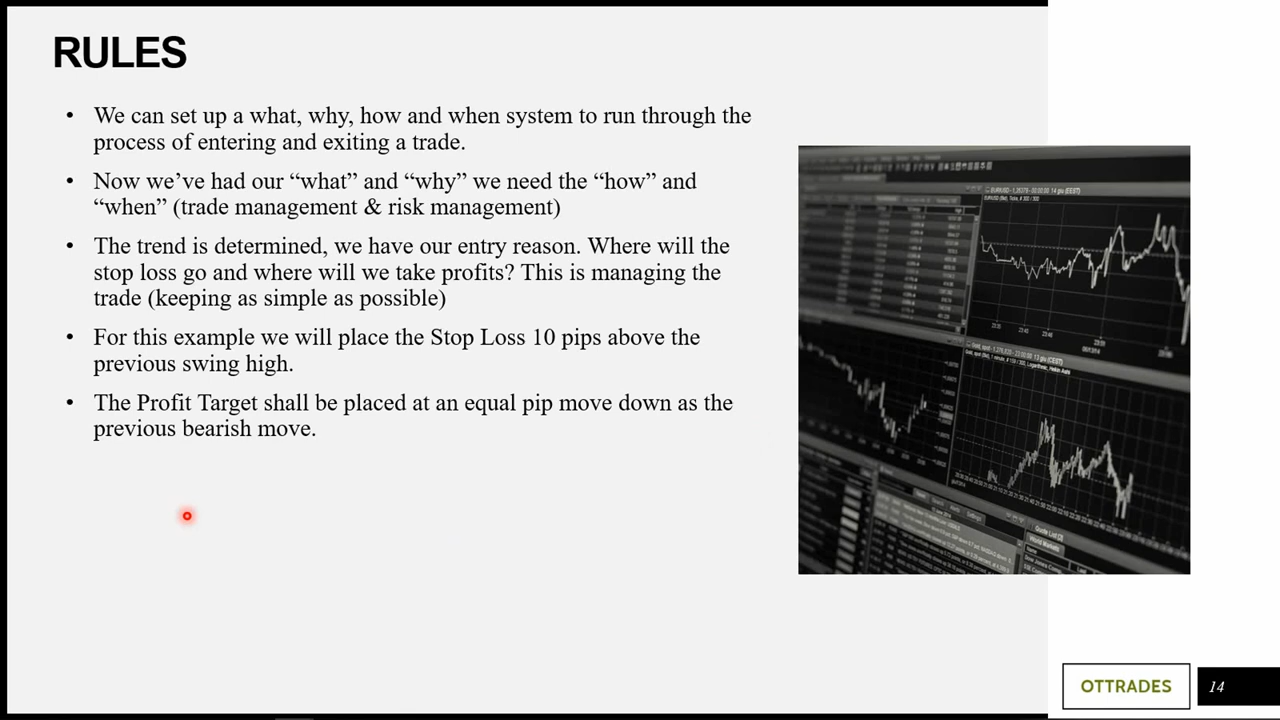 RULES
• We can set up a what, why, how and when system to run through the
process of entering and exiting a trade.
• Now we’ve had our “what” and “why” we need the “how” and
“when” (trade management & risk management)
• The trend is determined, we have our entry reason. Where will the
stop loss go and where will we take profits? This is managing the
trade (keeping as simple as possible)
• For this example we will place the Stop Loss 10 pips above the
previous swing high.
• The Profit Target shall be placed at an equal pip move down as the
previous bearish move.
OTTRADES
14